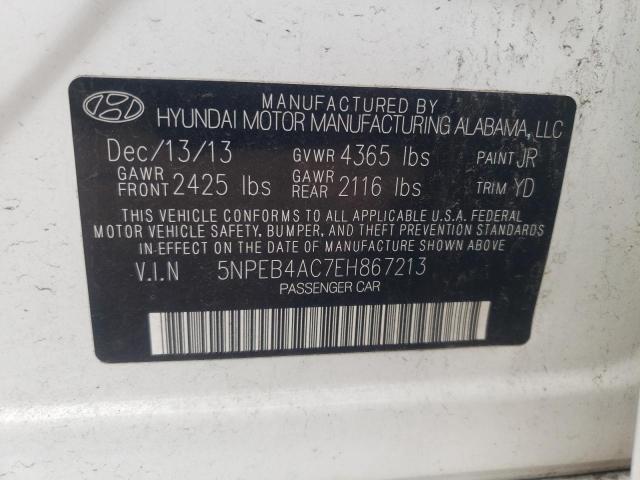 MANUFACTURED BY
HYUNDAI MOTOR MANUFACTURING ALABAMA, LLC
Dec/13/13 GVWR 4365 lbs PAINT JR
GAWR FRONT 2425 lbs GAWR REAR 2116 lbs TRIM YD
THIS VEHICLE CONFORMS TO ALL APPLICABLE U.S.A. FEDERAL
MOTOR VEHICLE SAFETY, BUMPER, AND THEFT PREVENTION STANDARDS
IN EFFECT ON THE DATE OF MANUFACTURE SHOWN ABOVE
V.I.N 5NPEB4AC7EH867213
PASSENGER CAR